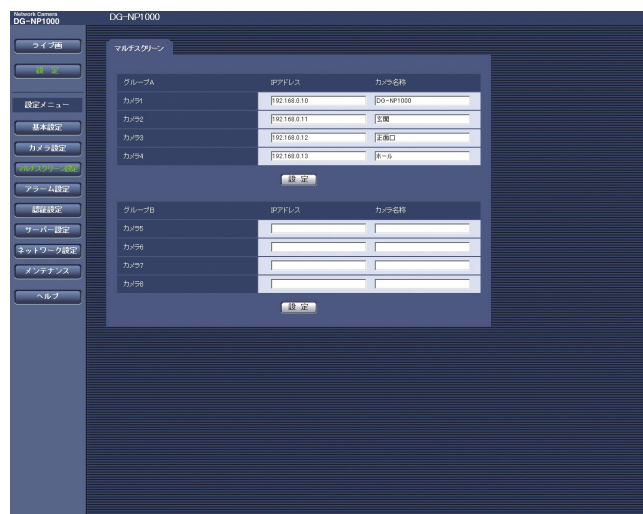 Network Camera
DG-NP1000
DG-NP1000
ライブ画
設 定
設定メニュー
基本設定
カメラ設定
マルチスクリーン設定
アラーム設定
認証設定
サーバー設定
ネットワーク設定
メンテナンス
ヘルプ
マルチスクリーン
グループA IPアドレス カメラ名称
カメラ1 192.168.0.10 DG-NP1000
カメラ2 192.168.0.11 玄関
カメラ3 192.168.0.12 正面口
カメラ4 192.168.0.13 ホール
設 定
グループB IPアドレス カメラ名称
カメラ5
カメラ6
カメラ7
カメラ8
設 定